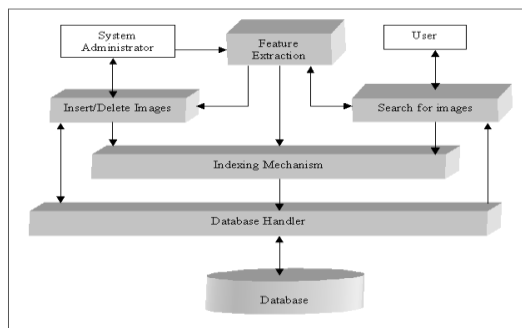 System
Administrator
Feature
Extraction
User
Insert/Delete Images
Search for images
Indexing Mechanism
Database Handler
Database